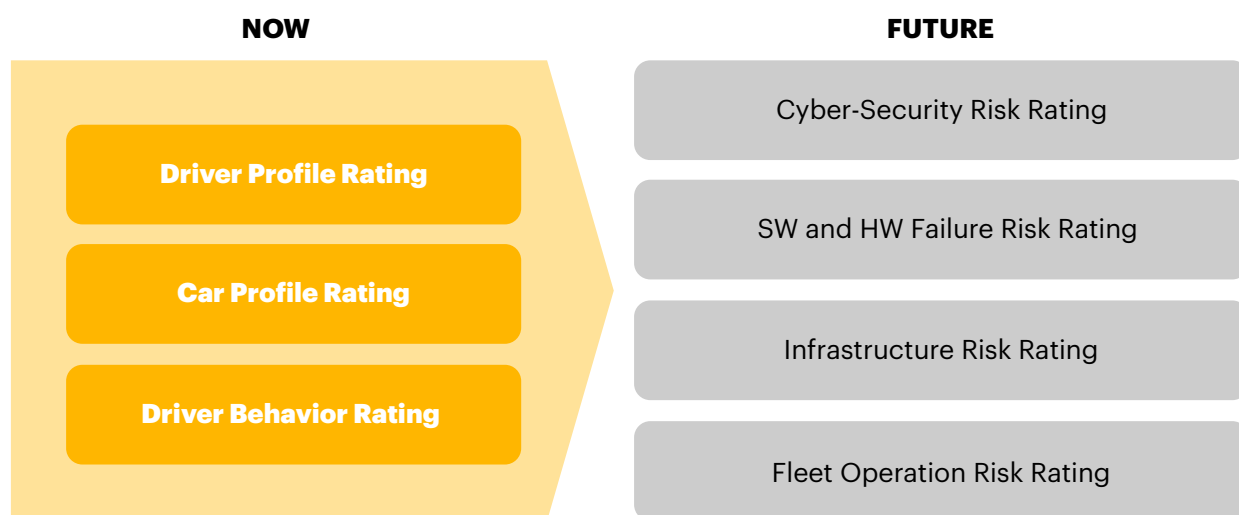 NOW
Driver Profile Rating
Car Profile Rating
Driver Behavior Rating
FUTURE
Cyber-Security Risk Rating
SW and HW Failure Risk Rating
Infrastructure Risk Rating
Fleet Operation Risk Rating